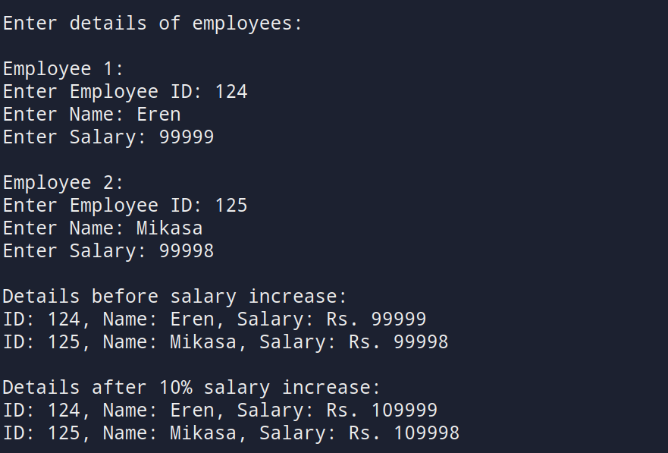 Enter details of employees:
Employee 1:
Enter Employee ID: 124
Enter Name: Eren
Enter Salary: 99999
Employee 2:
Enter Employee ID: 125
Enter Name: Mikasa
Enter Salary: 99998
Details before salary increase:
ID: 124, Name: Eren, Salary: Rs. 99999
ID: 125, Name: Mikasa, Salary: Rs. 99998
Details after 10% salary increase:
ID: 124, Name: Eren, Salary: Rs. 109999
ID: 125, Name: Mikasa, Salary: Rs. 109998